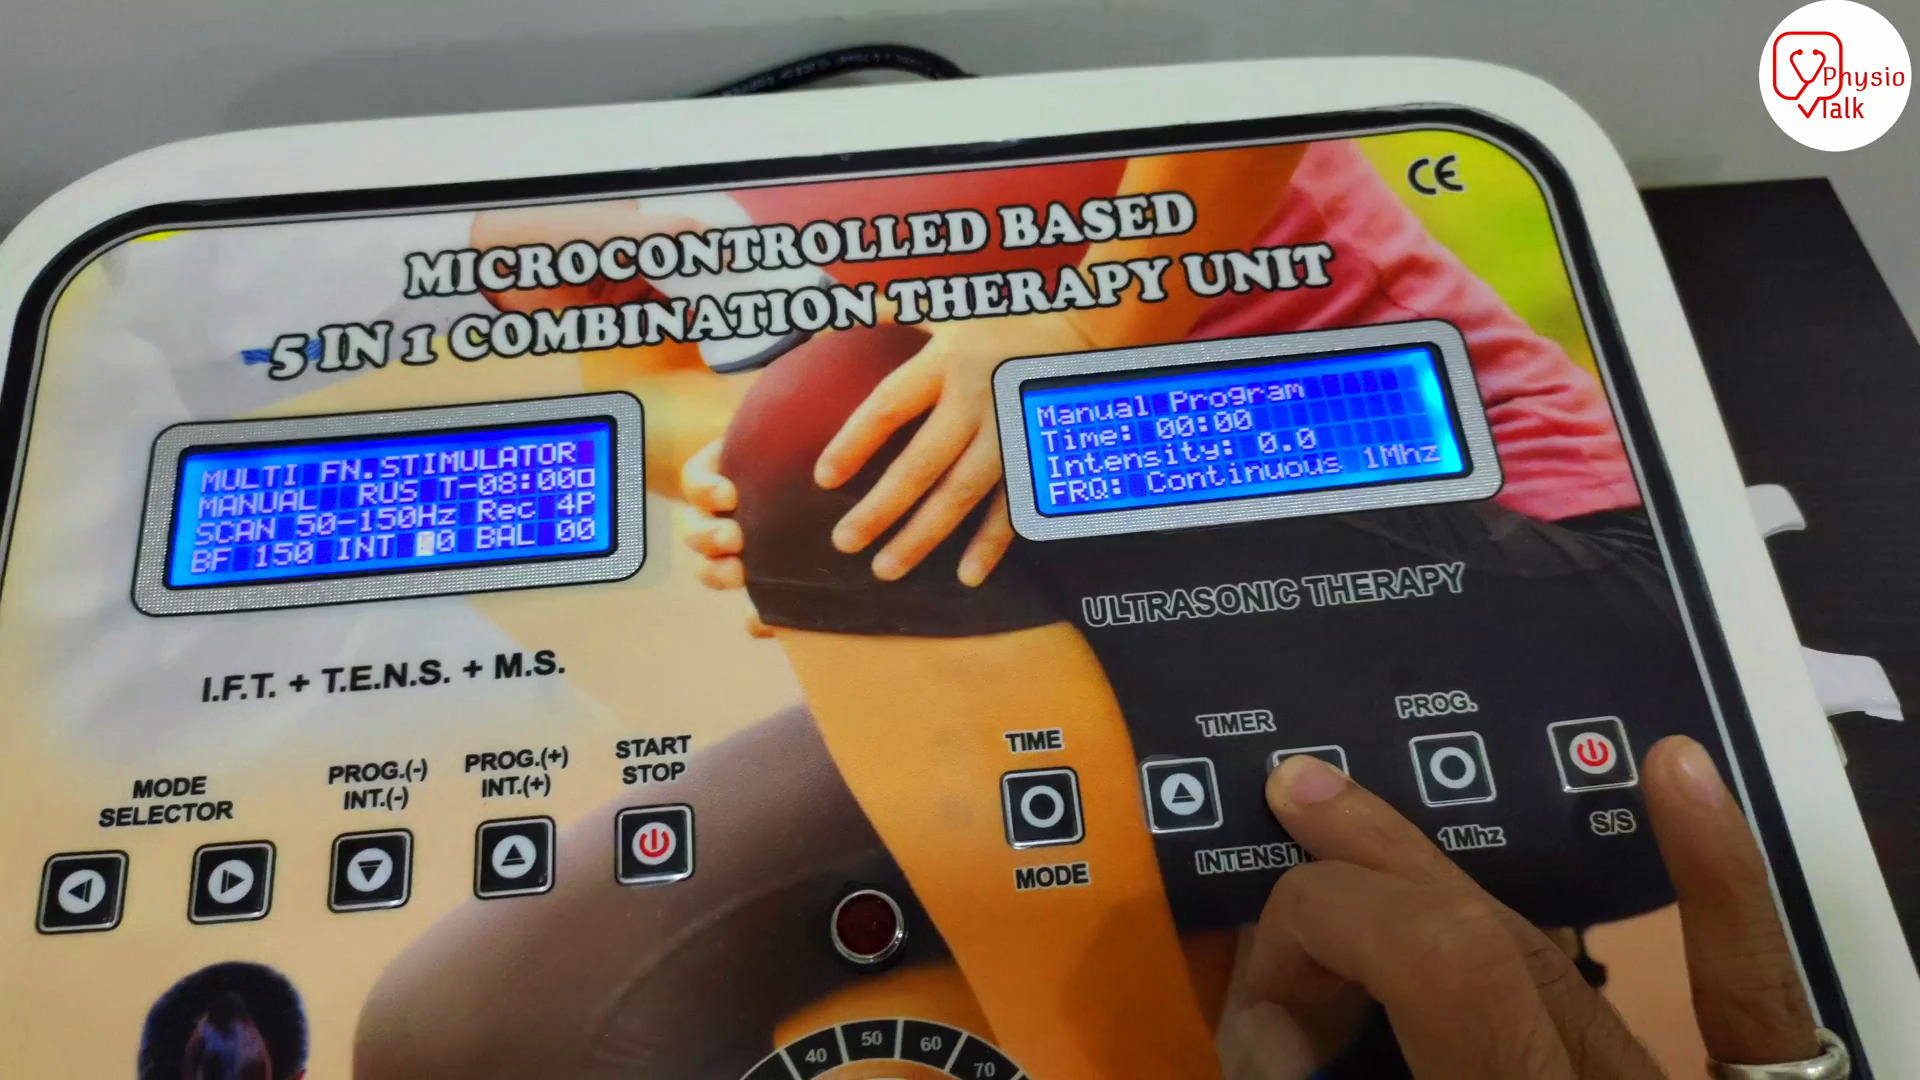 Physio
Talk
CE
MICROCONTROLLED BASED
5 IN 1 COMBINATION THERAPY UNIT
MULTI FN.STIMULATOR
MANUAL RUS T-08:00
SCAN 50-150Hz Rec 4P
BF 150 INT 00 BAL 00
Manual Program
Time: 00:00
Intensity: 0.0
FRQ: Continuous 1Mhz
ULTRASONIC THERAPY
I.F.T. + T.E.N.S. + M.S.
MODE
SELECTOR
PROG.(-)
INT.(-)
PROG.(+)
INT.(+)
START
STOP
TIME
MODE
TIMER
PROG.
1Mhz
S/S
40 50 60 70